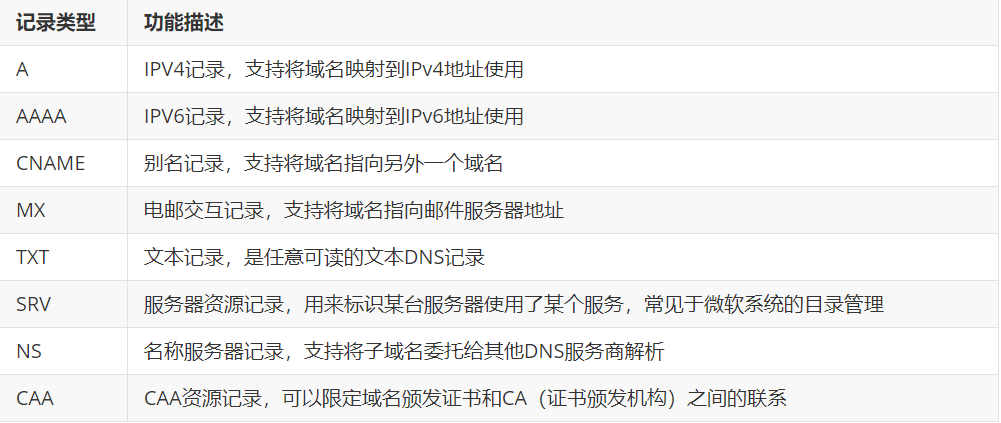 记录类型 功能描述
A IPV4记录，支持将域名映射到IPv4地址使用
AAAA IPV6记录，支持将域名映射到IPv6地址使用
CNAME 别名记录，支持将域名指向另外一个域名
MX 电邮交互记录，支持将域名指向邮件服务器地址
TXT 文本记录，是任意可读的文本DNS记录
SRV 服务器资源记录，用来标识某台服务器使用了某个服务，常见于微软系统的目录管理
NS 名称服务器记录，支持将子域名委托给其他DNS服务商解析
CAA CAA资源记录，可以限定域名颁发证书和CA（证书颁发机构）之间的联系